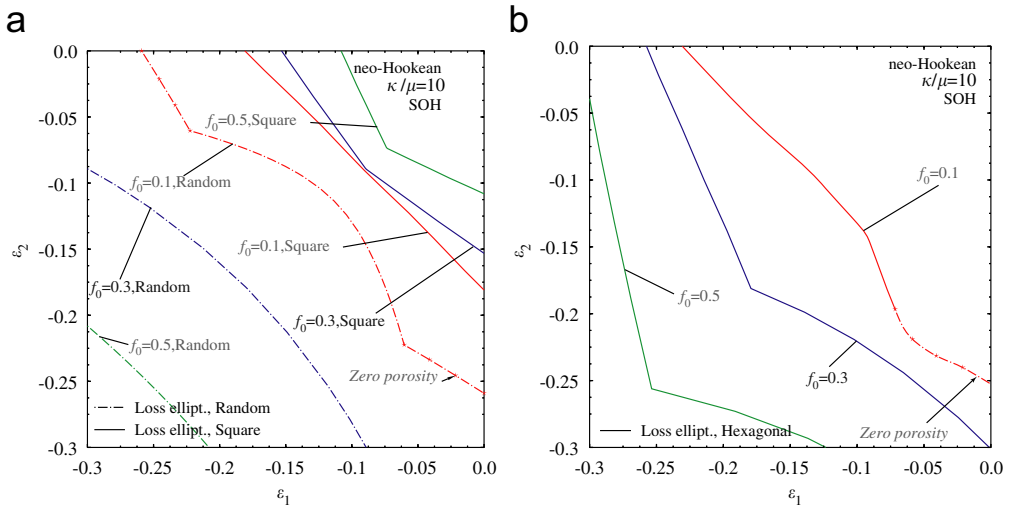 a
0.0
-0.05
-0.1
-0.15
-0.2
-0.25
-0.3
ε2
neo-Hookean
κ/μ=10
SOH
f0=0.5,Square
f0=0.1,Random
f0=0.1,Square
f0=0.3,Random
f0=0.3,Square
f0=0.5,Random
Zero porosity
Loss ellipt., Random
Loss ellipt., Square
-0.3 -0.25 -0.2 -0.15 -0.1 -0.05 0.0
ε1
b
0.0
-0.05
-0.1
-0.15
-0.2
-0.25
-0.3
ε2
neo-Hookean
κ/μ=10
SOH
f0=0.1
f0=0.5
f0=0.3
Zero porosity
Loss ellipt., Hexagonal
-0.3 -0.25 -0.2 -0.15 -0.1 -0.05 0.0
ε1